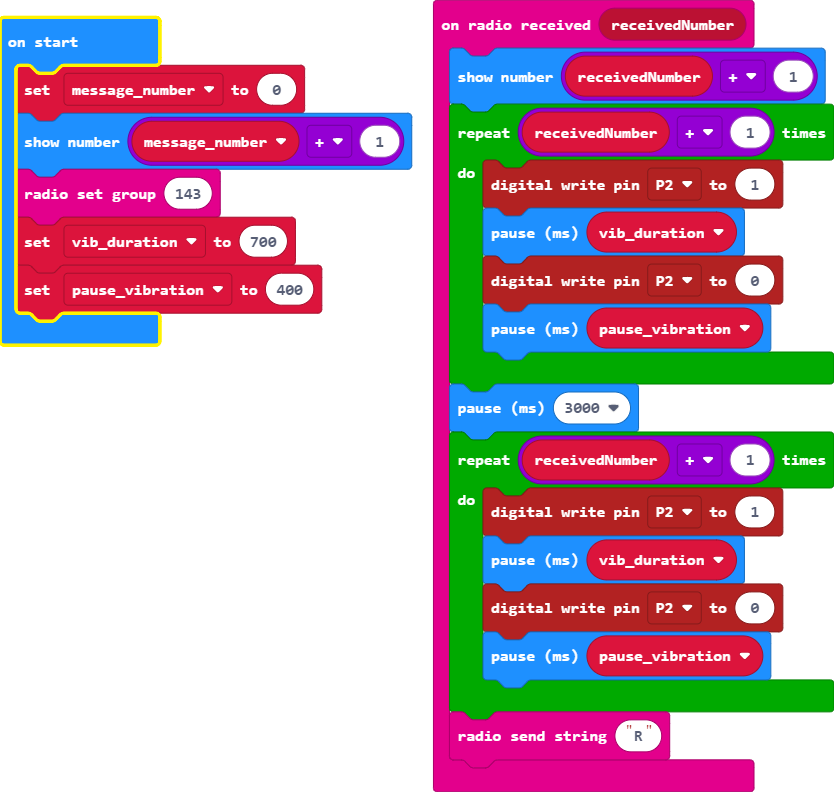 on start
set message_number to 0
show number message_number + 1
radio set group 143
set vib_duration to 700
set pause_vibration to 400
on radio received receivedNumber
show number receivedNumber + 1
repeat receivedNumber + 1 times
do
digital write pin P2 to 1
pause (ms) vib_duration
digital write pin P2 to 0
pause (ms) pause_vibration
pause (ms) 3000
repeat receivedNumber + 1 times
do
digital write pin P2 to 1
pause (ms) vib_duration
digital write pin P2 to 0
pause (ms) pause_vibration
radio send string "R"